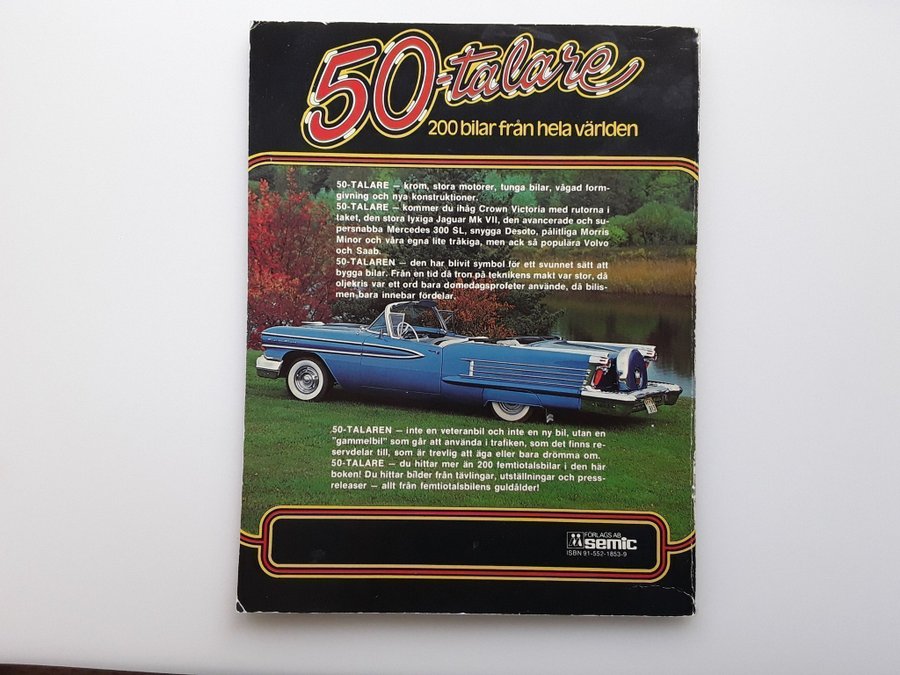 50-talare
200 bilar från hela världen
50-TALARE – krom, stora motorer, tunga bilar, vågad form-
givning och nya konstruktioner.
50-TALARE – kommer du ihåg Crown Victoria med rutorna i
taket, den stora lyxiga Jaguar Mk VII, den avancerade och su-
persnabba Mercedes 300 SL, snygga Desoto, pålitliga Morris
Minor och våra egna lite tråkiga, men ack så populära Volvo
och Saab.
50-TALAREN – den har blivit symbol för ett svunnet sätt att
bygga bilar. Från en tid då tron på teknikens makt var stor, då
oljekris var ett ord bara domedagsprofeter använde, då bilis-
men bara innebar fördelar.
50-TALAREN – inte en veteranbil och inte en ny bil, utan en
"gammelbil" som går att använda i trafiken, som det finns re-
servdelar till, som är trevlig att äga eller bara drömma om.
50-TALARE – du hittar mer än 200 femtiotalsbilar i den här
boken! Du hittar bilder från tävlingar, utställningar och press-
releaser – allt från femtiotalsbilens guldålder!
FÖRLAGS AB
semic
ISBN 91-552-1853-9